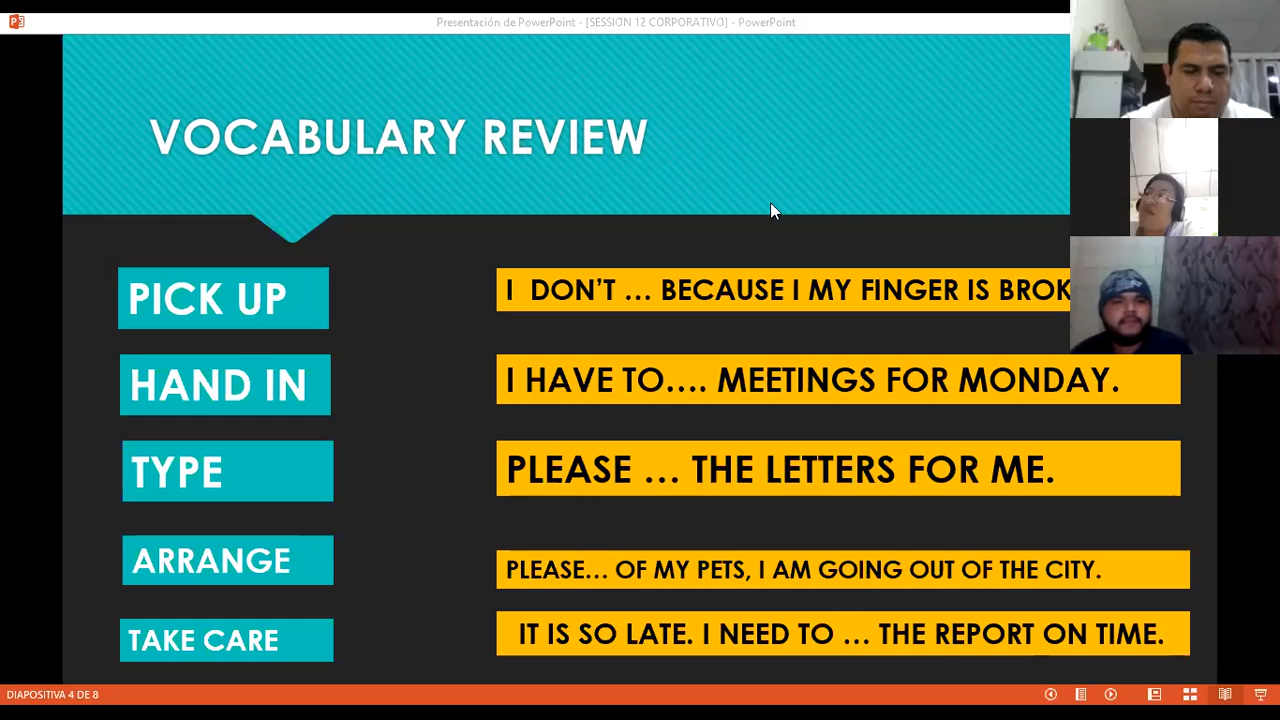 Presentación de PowerPoint - [SESSION 12 CORPORATIVO] - PowerPoint
VOCABULARY REVIEW
PICK UP
I DON'T ... BECAUSE I MY FINGER IS BROK
HAND IN
I HAVE TO.... MEETINGS FOR MONDAY.
TYPE
PLEASE ... THE LETTERS FOR ME.
ARRANGE
PLEASE... OF MY PETS, I AM GOING OUT OF THE CITY.
TAKE CARE
IT IS SO LATE. I NEED TO ... THE REPORT ON TIME.
DIAPOSITIVA 4 DE 8